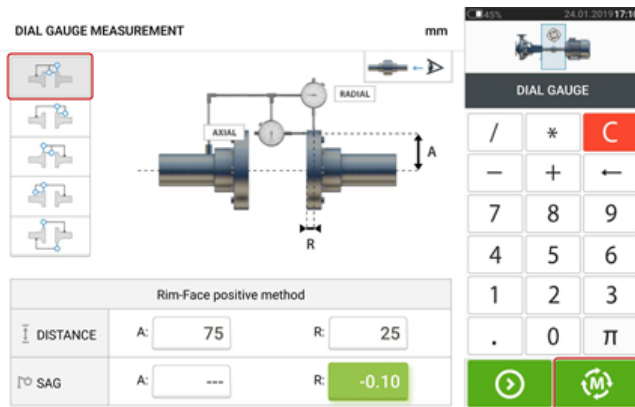 DIAL GAUGE MEASUREMENT
mm
RADIAL
AXIAL
A
R
Rim-Face positive method
DISTANCE
A:
75
R:
25
SAG
A:
---
R:
-0.10
45%
24.01.2019 17:10
DIAL GAUGE
/ * C
− + ←
7 8 9
4 5 6
1 2 3
. 0 π
M